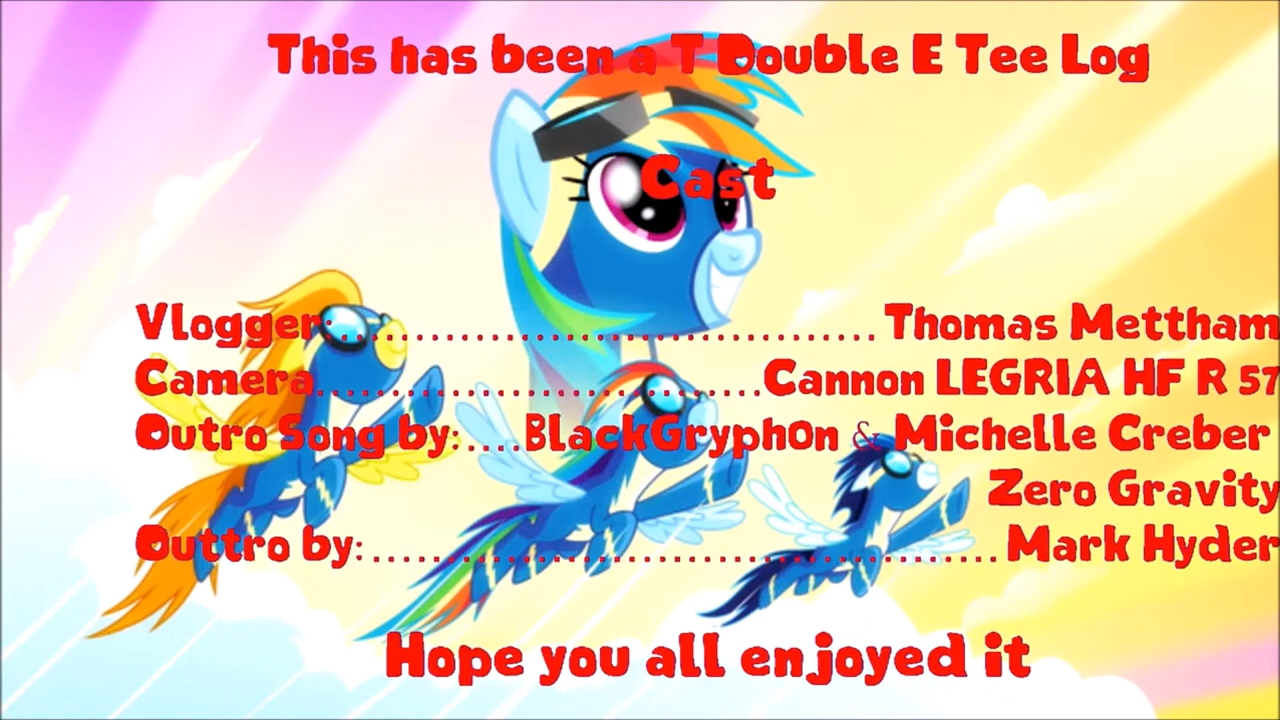 This has been a T Double E Tee Log
Cast
Vlogger:................................... Thomas Mettham
Camera............................Cannon LEGRIA HF R 57
Outro Song by:....BlackGryph0n & Michelle Creber
Zero Gravity
Outtro by:....................................... Mark Hyder
Hope you all enjoyed it